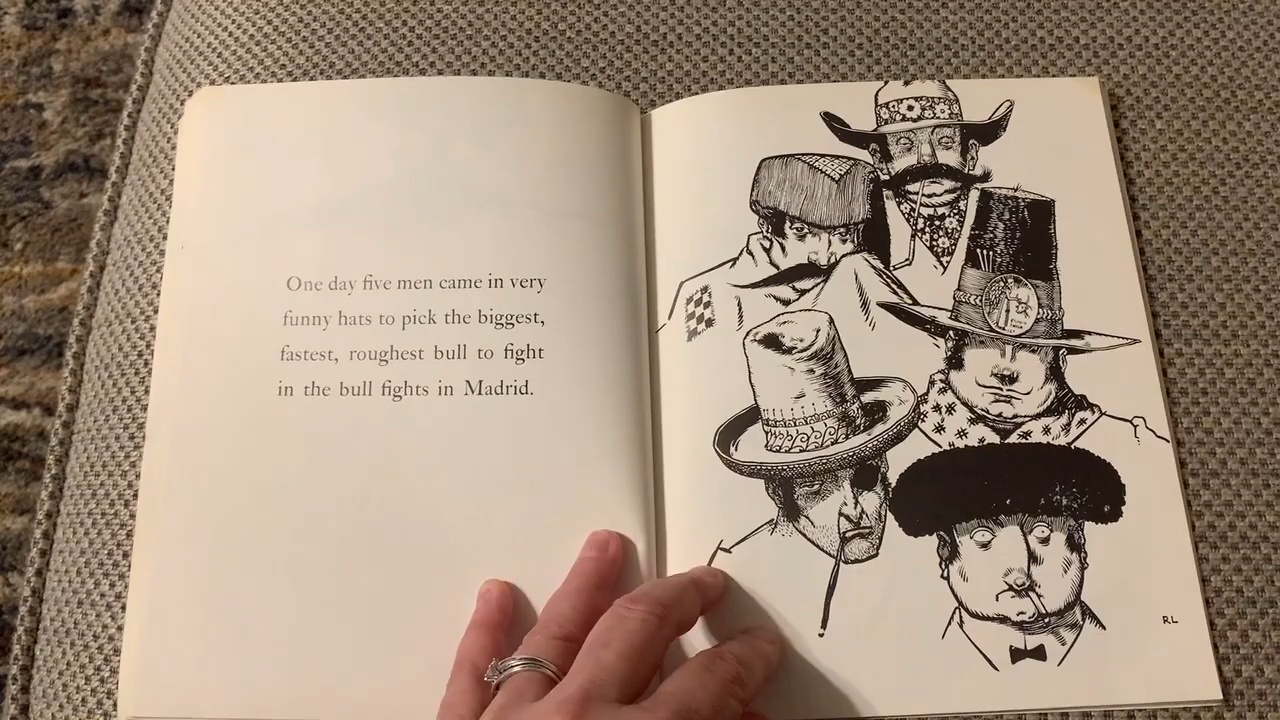 One day five men came in very
funny hats to pick the biggest,
fastest, roughest bull to fight
in the bull fights in Madrid.
RL